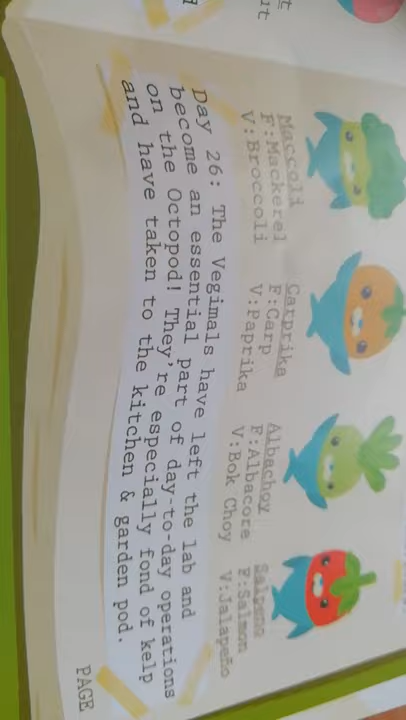 Maccoli
F:Mackerel
V:Broccoli
Carprika
F:Carp
V:Paprika
Albachoy
F:Albacore
V:Bok Choy
Salpeño
F:Salmon
V:Jalapeño
Day 26: The Vegimals have left the lab and
become an essential part of day-to-day operations
on the Octopod! They're especially fond of kelp
and have taken to the kitchen & garden pod.
PAGE